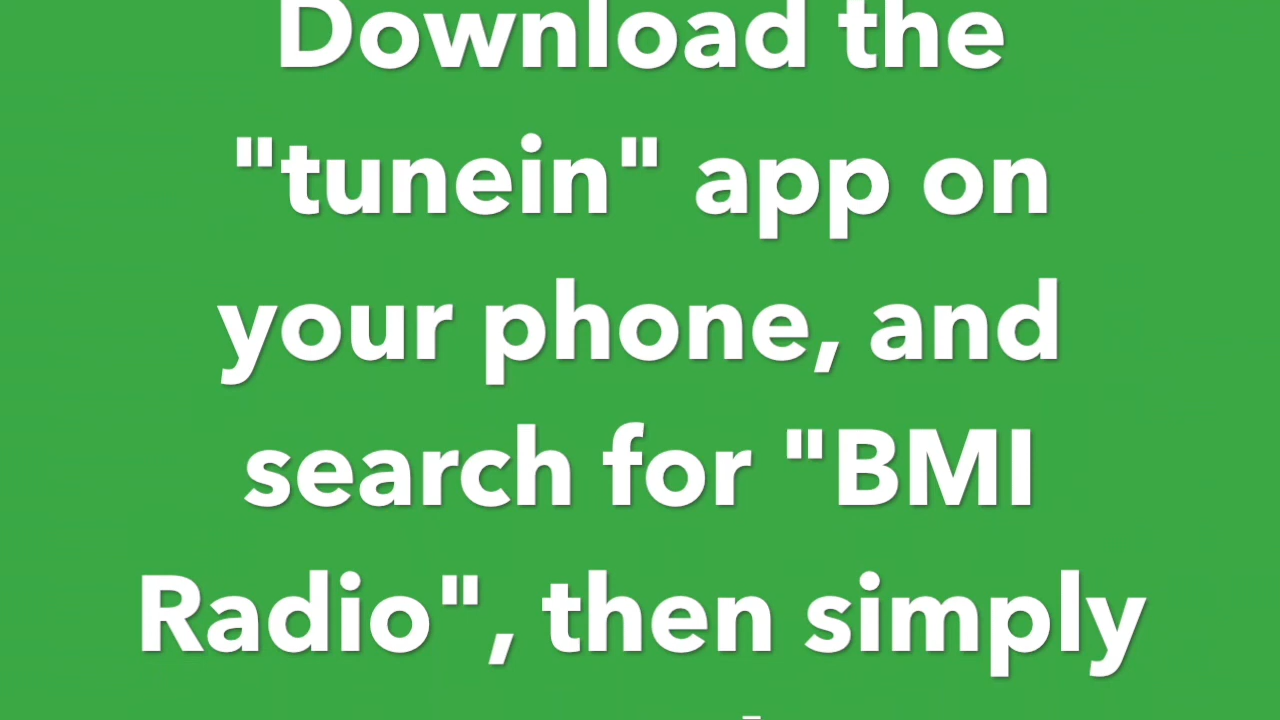 Download the
"tunein" app on
your phone, and
search for "BMI
Radio", then simply